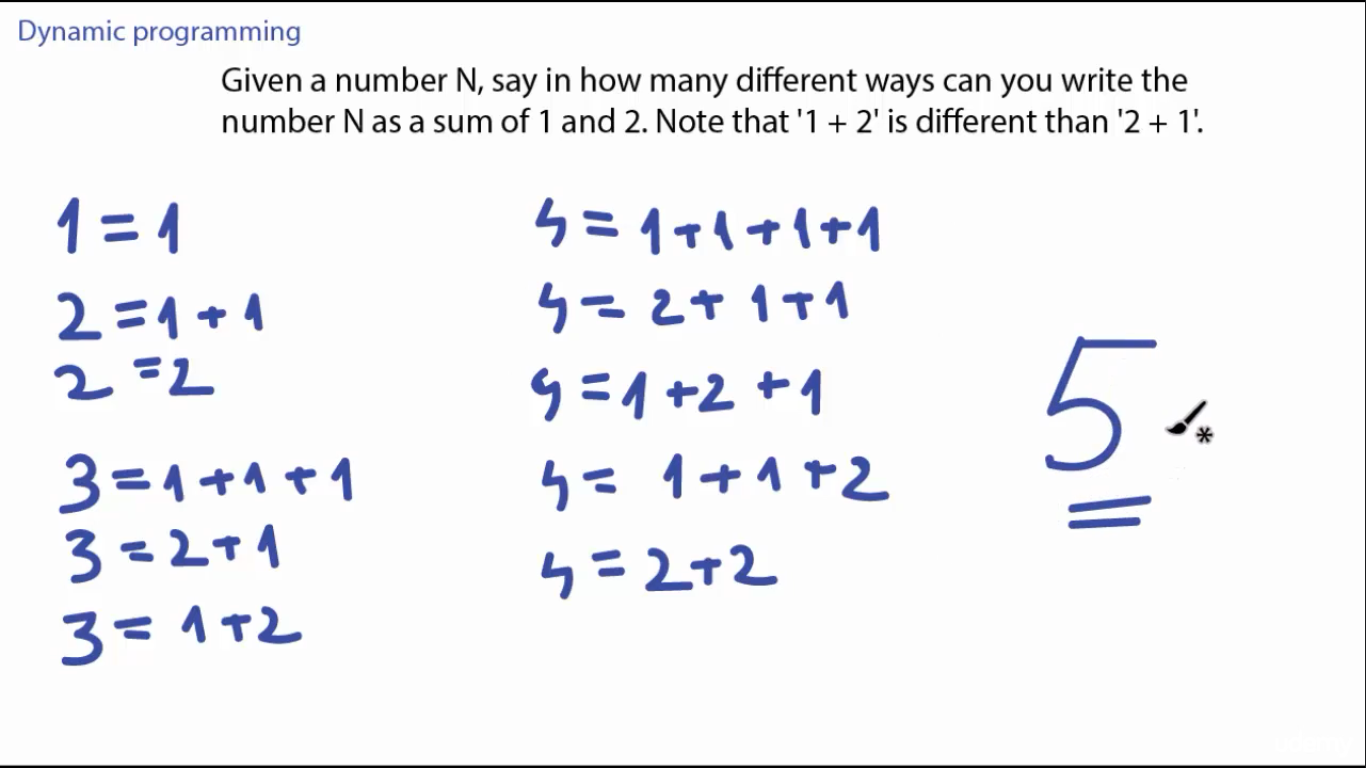 Dynamic programming
Given a number N, say in how many different ways can you write the
number N as a sum of 1 and 2. Note that '1 + 2' is different than '2 + 1'.
1 = 1
2 = 1 + 1
2 = 2
3 = 1 + 1 + 1
3 = 2 + 1
3 = 1 + 2
4 = 1 + 1 + 1 + 1
4 = 2 + 1 + 1
4 = 1 + 2 + 1
4 = 1 + 1 + 2
4 = 2 + 2
5
*
Udemy